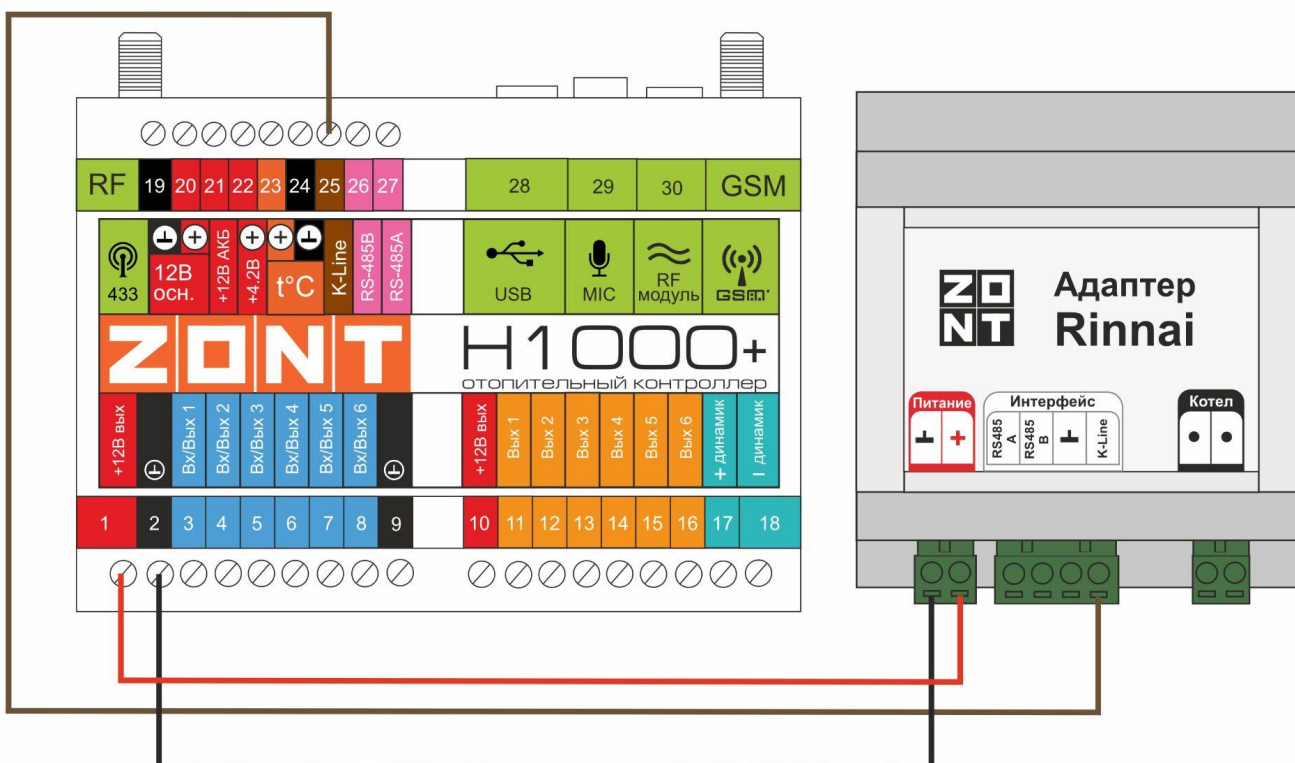 RF 19 20 21 22 23 24 25 26 27 28 29 30 GSM
433
12В
осн.
+12В АКБ
+4.2В
t°C
K-Line
RS-485B
RS-485A
USB
MIC
RF
модуль
GSM
ZONT
H1000+
отопительный контроллер
+12В вых
Вх/Вых 1
Вх/Вых 2
Вх/Вых 3
Вх/Вых 4
Вх/Вых 5
Вх/Вых 6
+12В вых
Вых 1
Вых 2
Вых 3
Вых 4
Вых 5
Вых 6
+ динамик
– динамик
1 2 3 4 5 6 7 8 9 10 11 12 13 14 15 16 17 18
ZO
NT
Адаптер
Rinnai
Питание
Интерфейс
RS485
A
RS485
B
K-Line
Котел